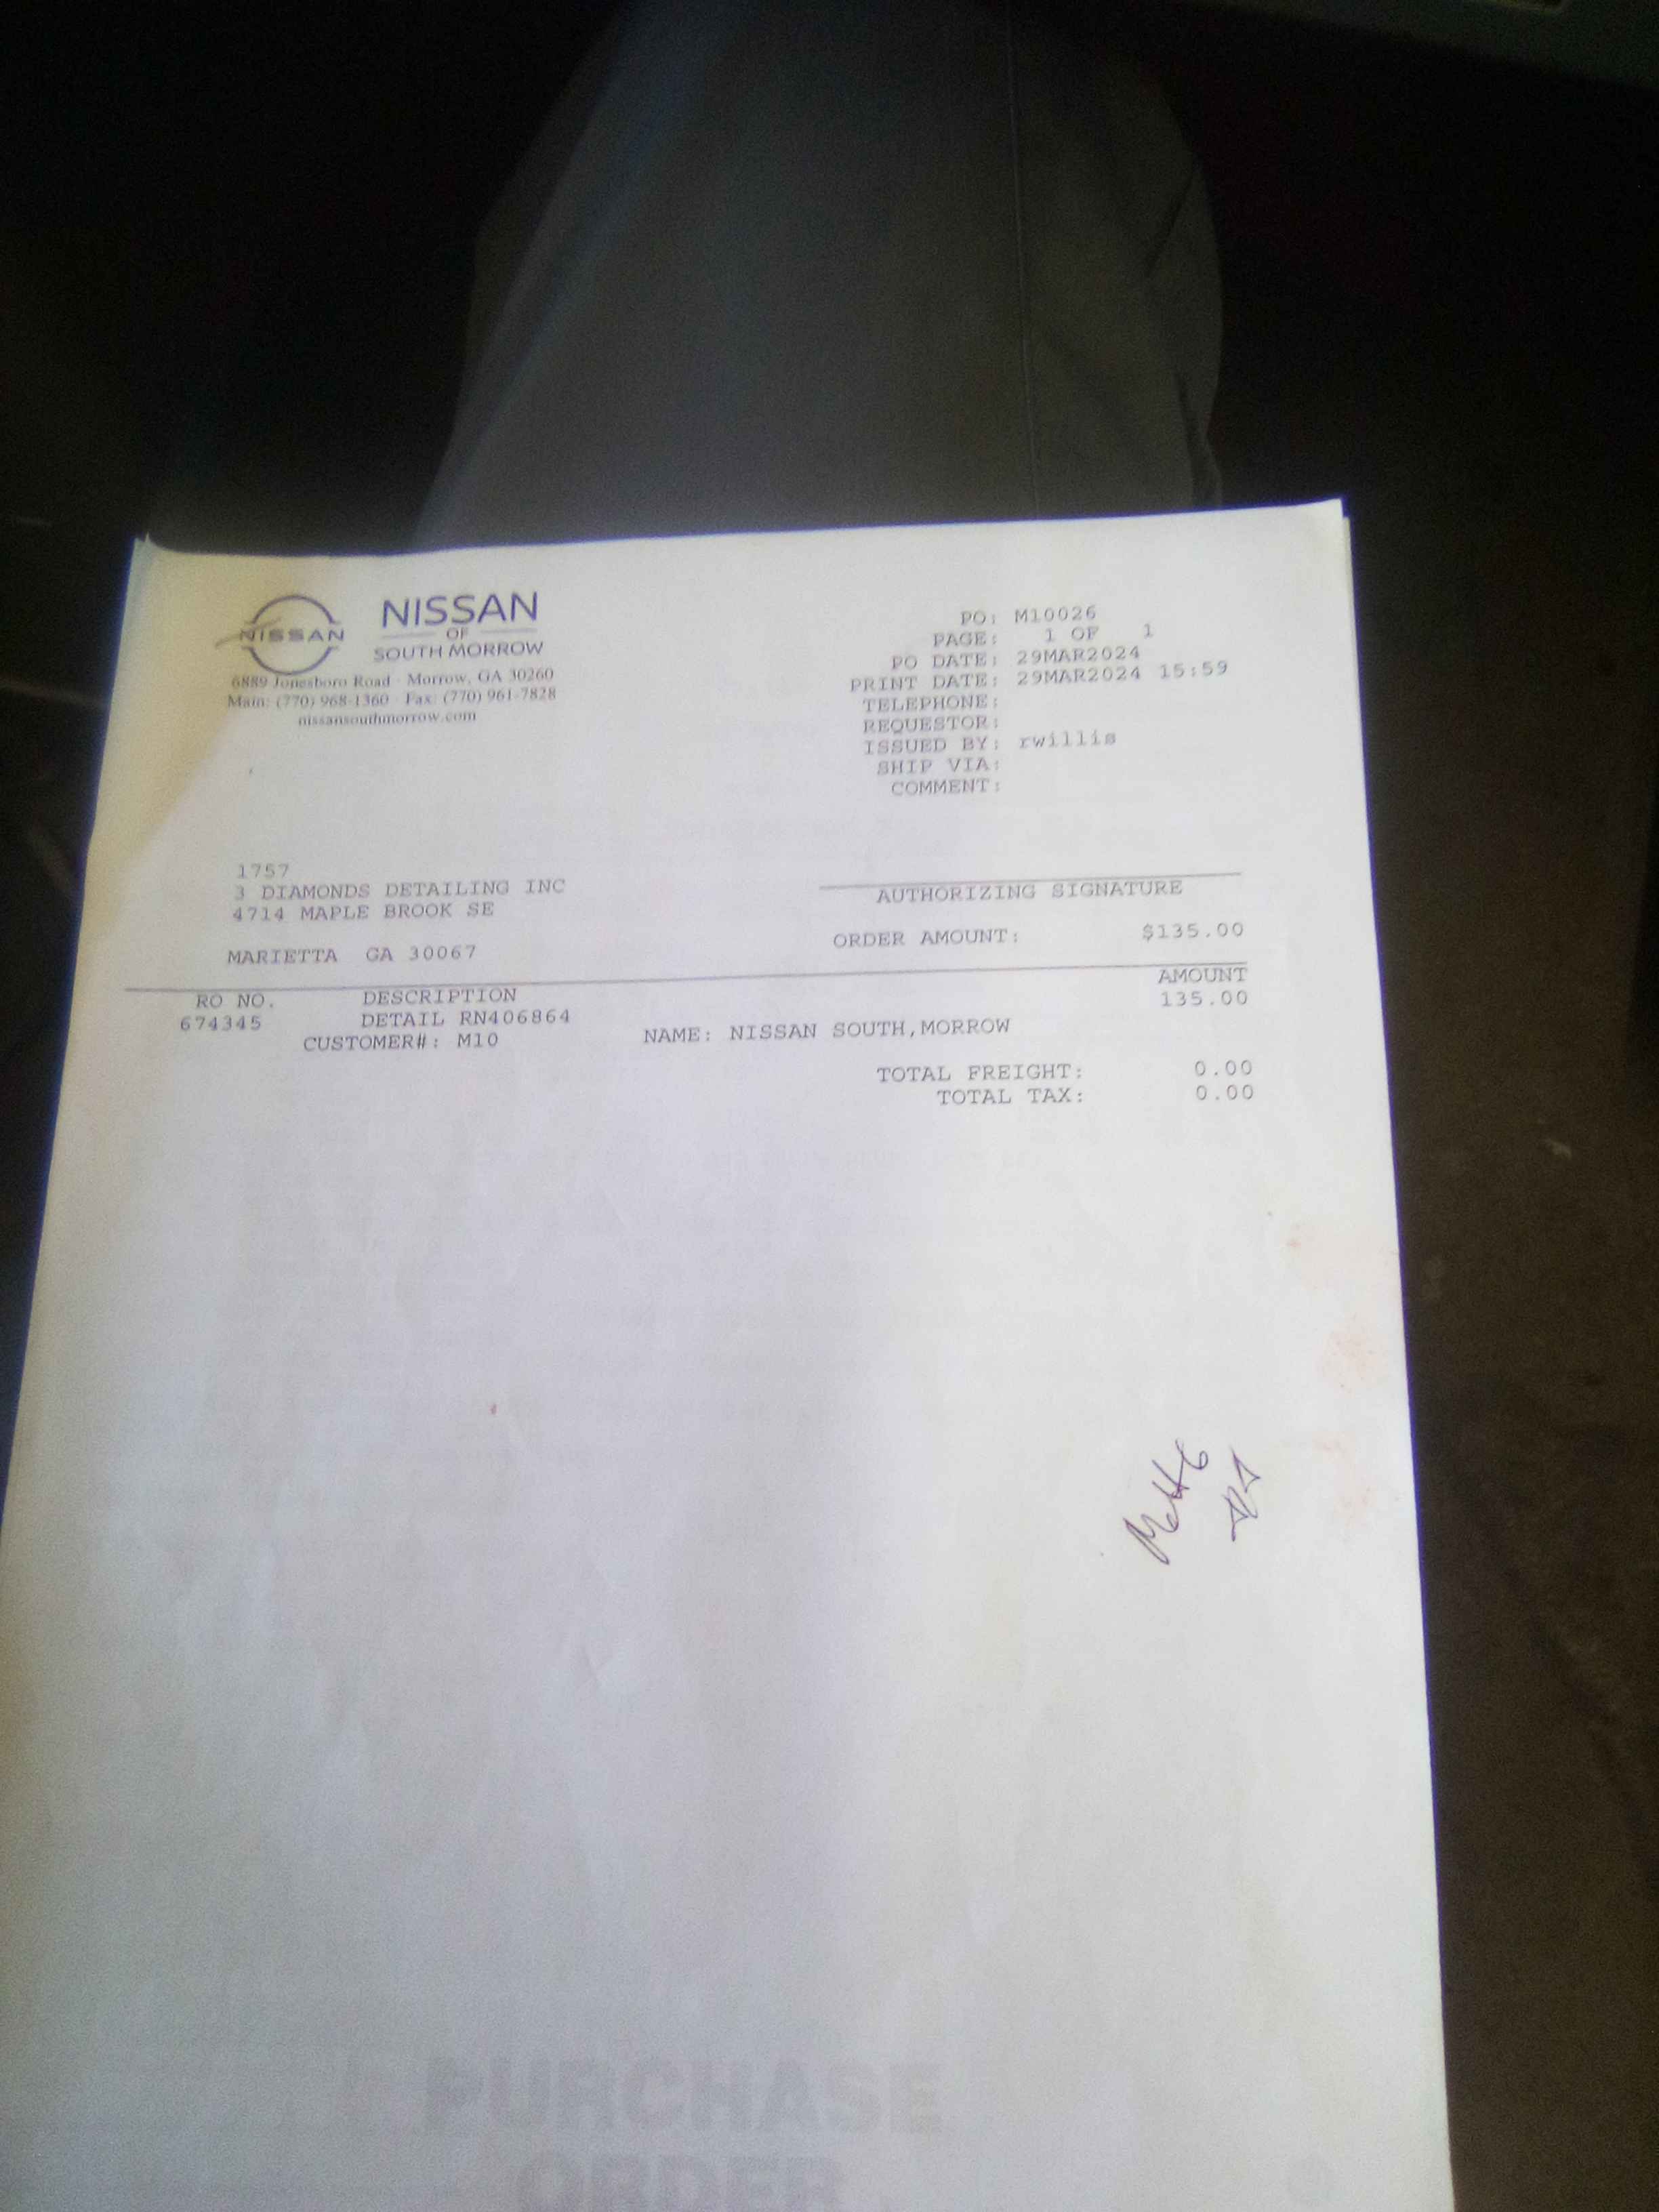 NISSAN
NISSAN
OF
SOUTH MORROW
6889 Jonesboro Road · Morrow, GA 30260
Main: (770) 968-1360 · Fax: (770) 961-7828
nissansouthmorrow.com
PO: M10026
PAGE: 1 OF 1
PO DATE: 29MAR2024
PRINT DATE: 29MAR2024 15:59
TELEPHONE:
REQUESTOR:
ISSUED BY: rwillis
SHIP VIA:
COMMENT:
1757
3 DIAMONDS DETAILING INC
4714 MAPLE BROOK SE
MARIETTA GA 30067
AUTHORIZING SIGNATURE
ORDER AMOUNT: $135.00
RO NO. DESCRIPTION AMOUNT
674345 DETAIL RN406864 135.00
CUSTOMER#: M10 NAME: NISSAN SOUTH,MORROW
TOTAL FREIGHT: 0.00
TOTAL TAX: 0.00
PURCHASE
ORDER